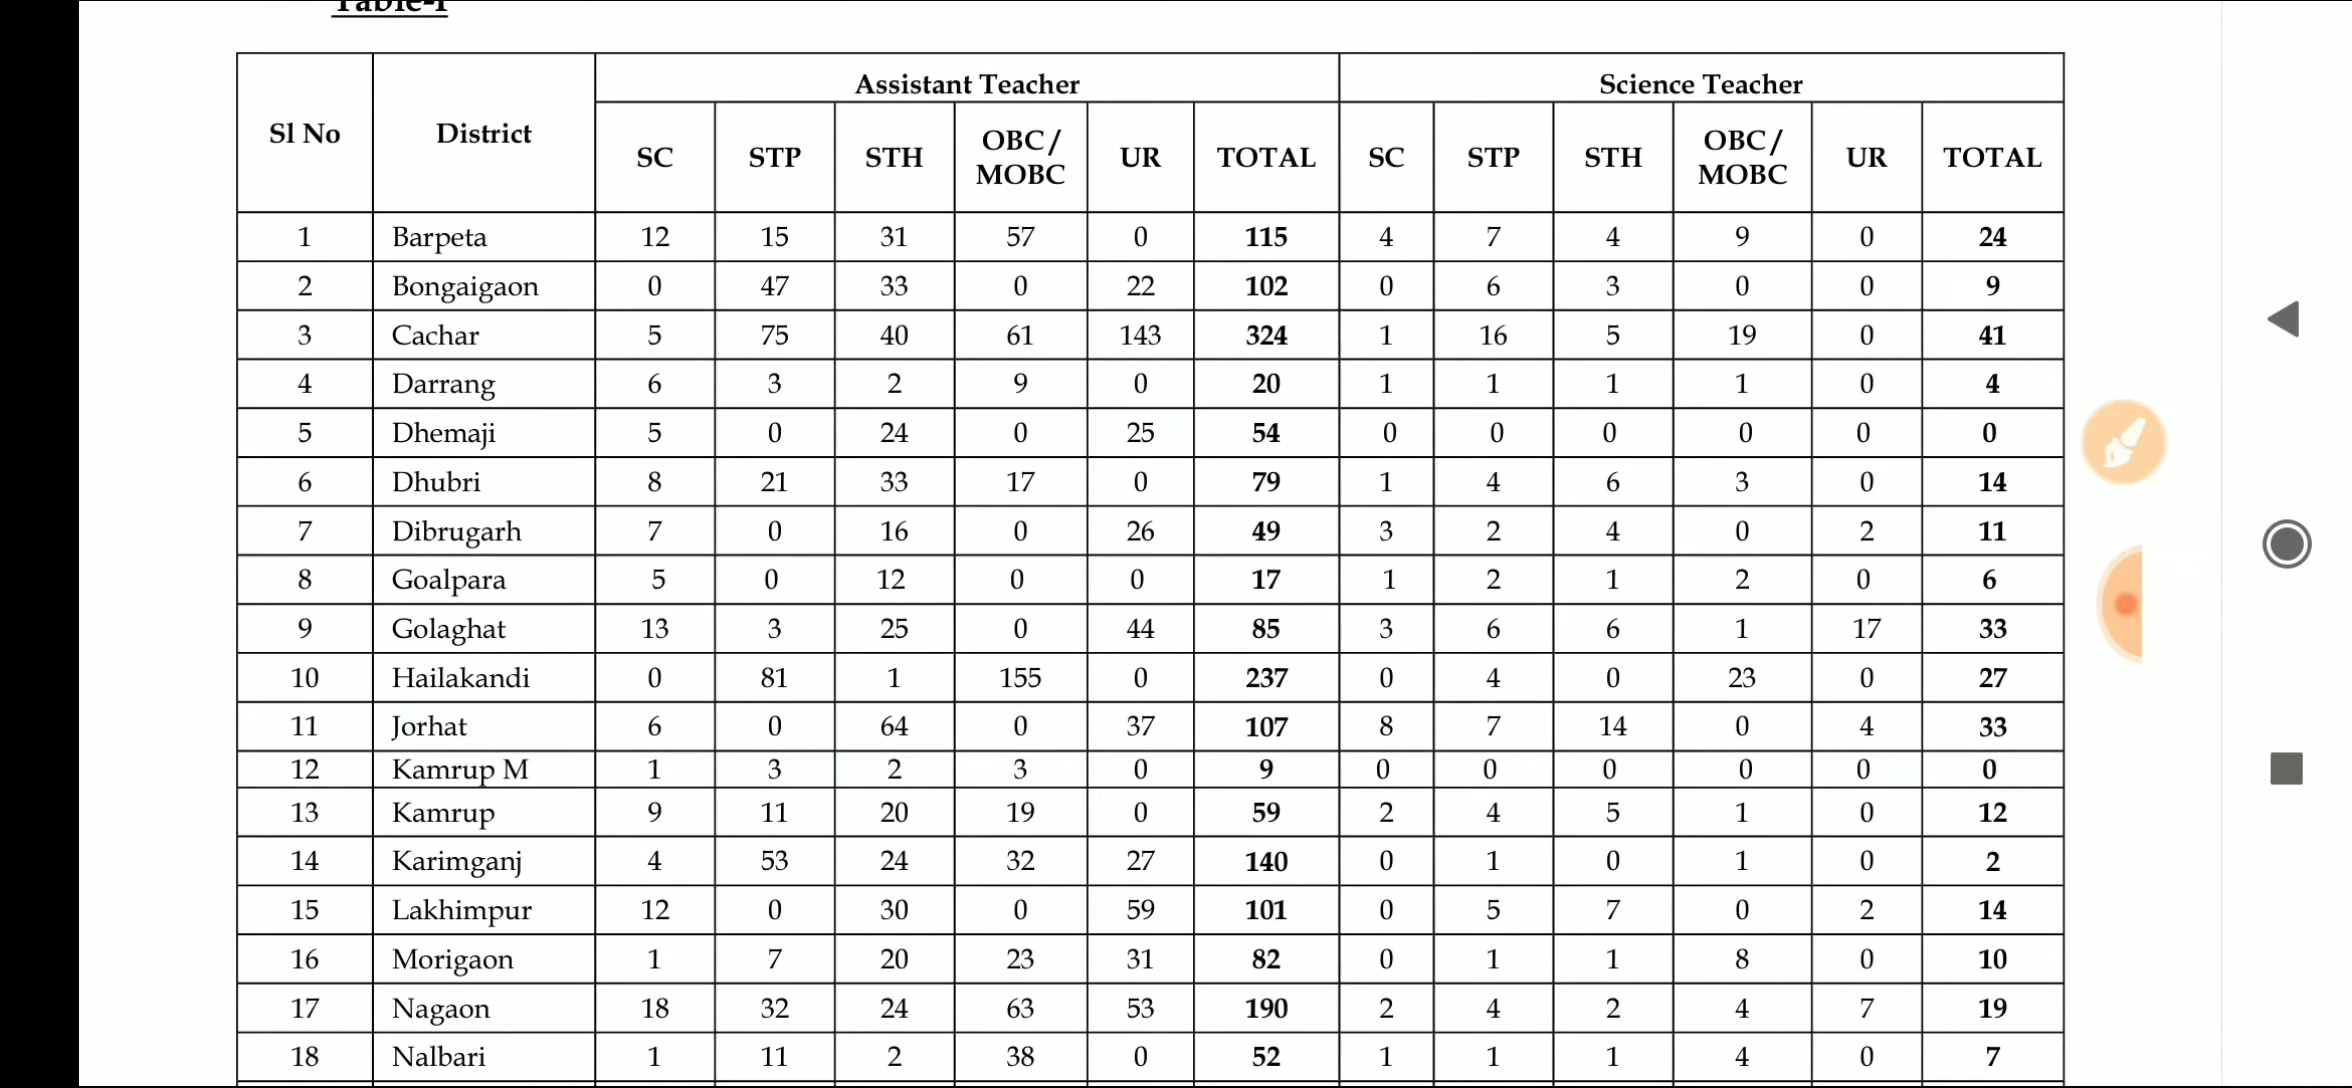 Table-I
Assistant Teacher Science Teacher
Sl No District SC STP STH OBC/ MOBC UR TOTAL SC STP STH OBC/ MOBC UR TOTAL
1 Barpeta 12 15 31 57 0 115 4 7 4 9 0 24
2 Bongaigaon 0 47 33 0 22 102 0 6 3 0 0 9
3 Cachar 5 75 40 61 143 324 1 16 5 19 0 41
4 Darrang 6 3 2 9 0 20 1 1 1 1 0 4
5 Dhemaji 5 0 24 0 25 54 0 0 0 0 0 0
6 Dhubri 8 21 33 17 0 79 1 4 6 3 0 14
7 Dibrugarh 7 0 16 0 26 49 3 2 4 0 2 11
8 Goalpara 5 0 12 0 0 17 1 2 1 2 0 6
9 Golaghat 13 3 25 0 44 85 3 6 6 1 17 33
10 Hailakandi 0 81 1 155 0 237 0 4 0 23 0 27
11 Jorhat 6 0 64 0 37 107 8 7 14 0 4 33
12 Kamrup M 1 3 2 3 0 9 0 0 0 0 0 0
13 Kamrup 9 11 20 19 0 59 2 4 5 1 0 12
14 Karimganj 4 53 24 32 27 140 0 1 0 1 0 2
15 Lakhimpur 12 0 30 0 59 101 0 5 7 0 2 14
16 Morigaon 1 7 20 23 31 82 0 1 1 8 0 10
17 Nagaon 18 32 24 63 53 190 2 4 2 4 7 19
18 Nalbari 1 11 2 38 0 52 1 1 1 4 0 7